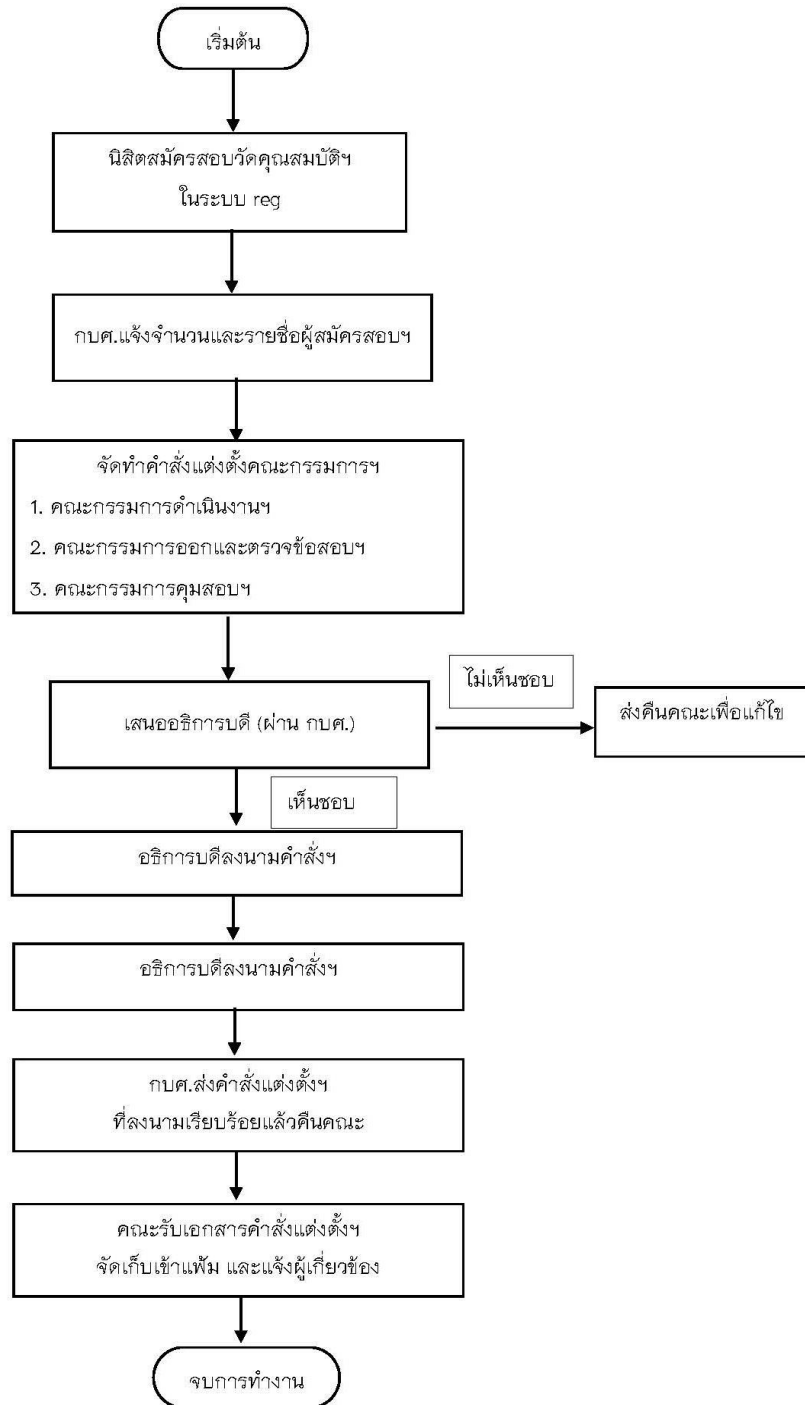 เริ่มต้น
นิสิตสมัครสอบวัดคุณสมบัติฯ
ในระบบ reg
กบศ.แจ้งจำนวนและรายชื่อผู้สมัครสอบฯ
จัดทำคำสั่งแต่งตั้งคณะกรรมการฯ
1. คณะกรรมการดำเนินงานฯ
2. คณะกรรมการออกและตรวจข้อสอบฯ
3. คณะกรรมการคุมสอบฯ
เสนออธิการบดี (ผ่าน กบศ.)
ไม่เห็นชอบ
ส่งคืนคณะเพื่อแก้ไข
เห็นชอบ
อธิการบดีลงนามคำสั่งฯ
อธิการบดีลงนามคำสั่งฯ
กบศ.ส่งคำสั่งแต่งตั้งฯ
ที่ลงนามเรียบร้อยแล้วคืนคณะ
คณะรับเอกสารคำสั่งแต่งตั้งฯ
จัดเก็บเข้าแฟ้ม และแจ้งผู้เกี่ยวข้อง
จบการทำงาน